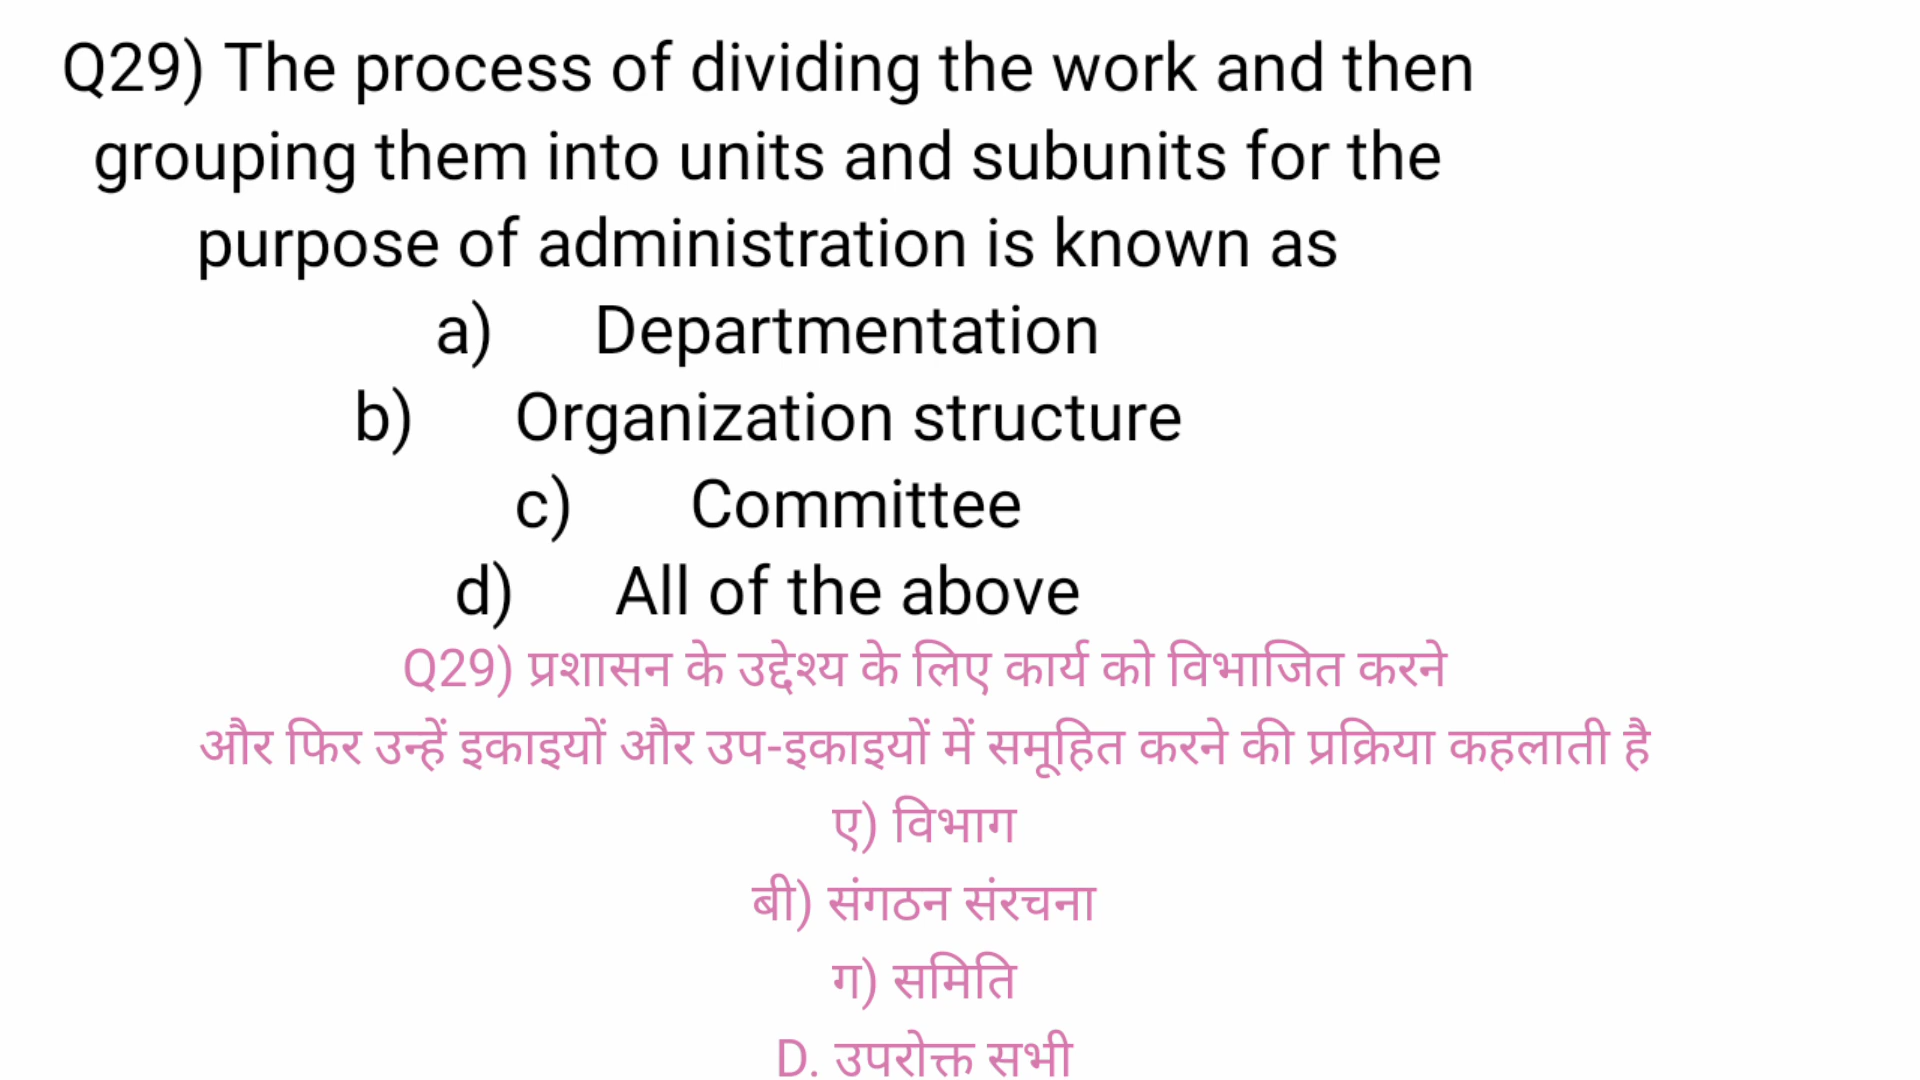 Q29) The process of dividing the work and then
grouping them into units and subunits for the
purpose of administration is known as
a) Departmentation
b) Organization structure
c) Committee
d) All of the above
Q29) प्रशासन के उद्देश्य के लिए कार्य को विभाजित करने
और फिर उन्हें इकाइयों और उप-इकाइयों में समूहित करने की प्रक्रिया कहलाती है
ए) विभाग
बी) संगठन संरचना
ग) समिति
D. उपरोक्त सभी